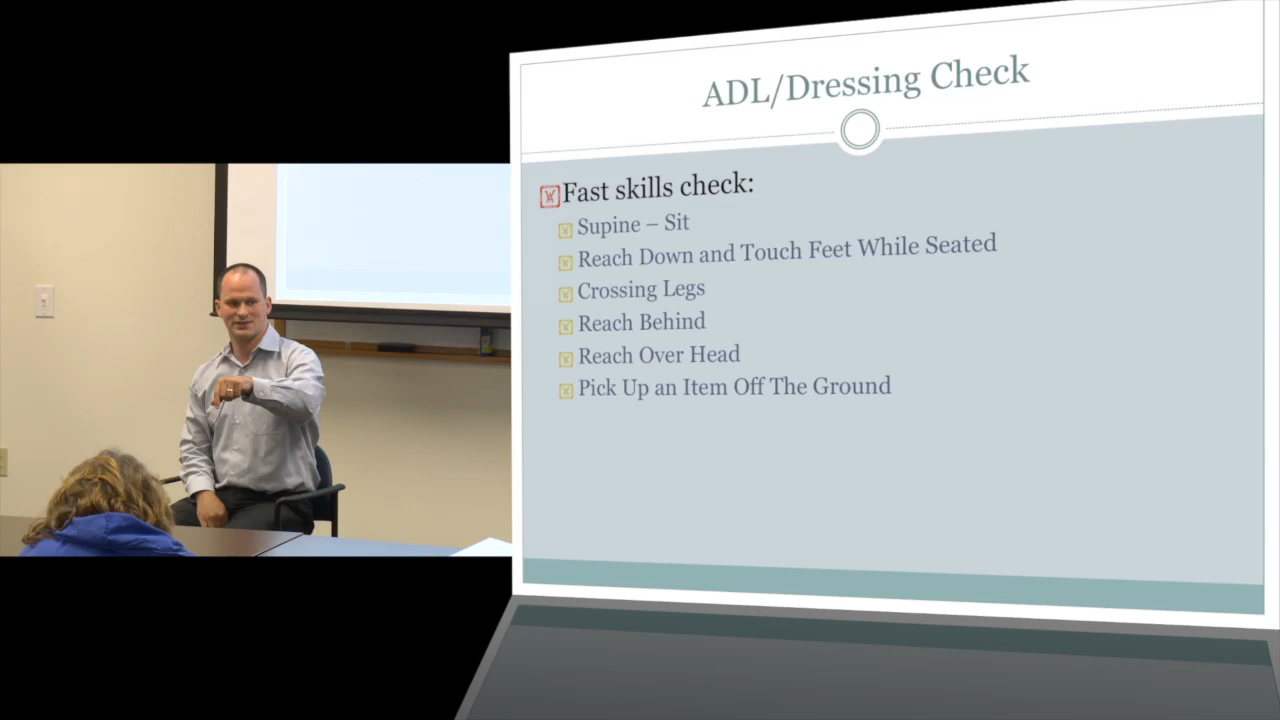 ADL/Dressing Check
Fast skills check:
Supine – Sit
Reach Down and Touch Feet While Seated
Crossing Legs
Reach Behind
Reach Over Head
Pick Up an Item Off The Ground